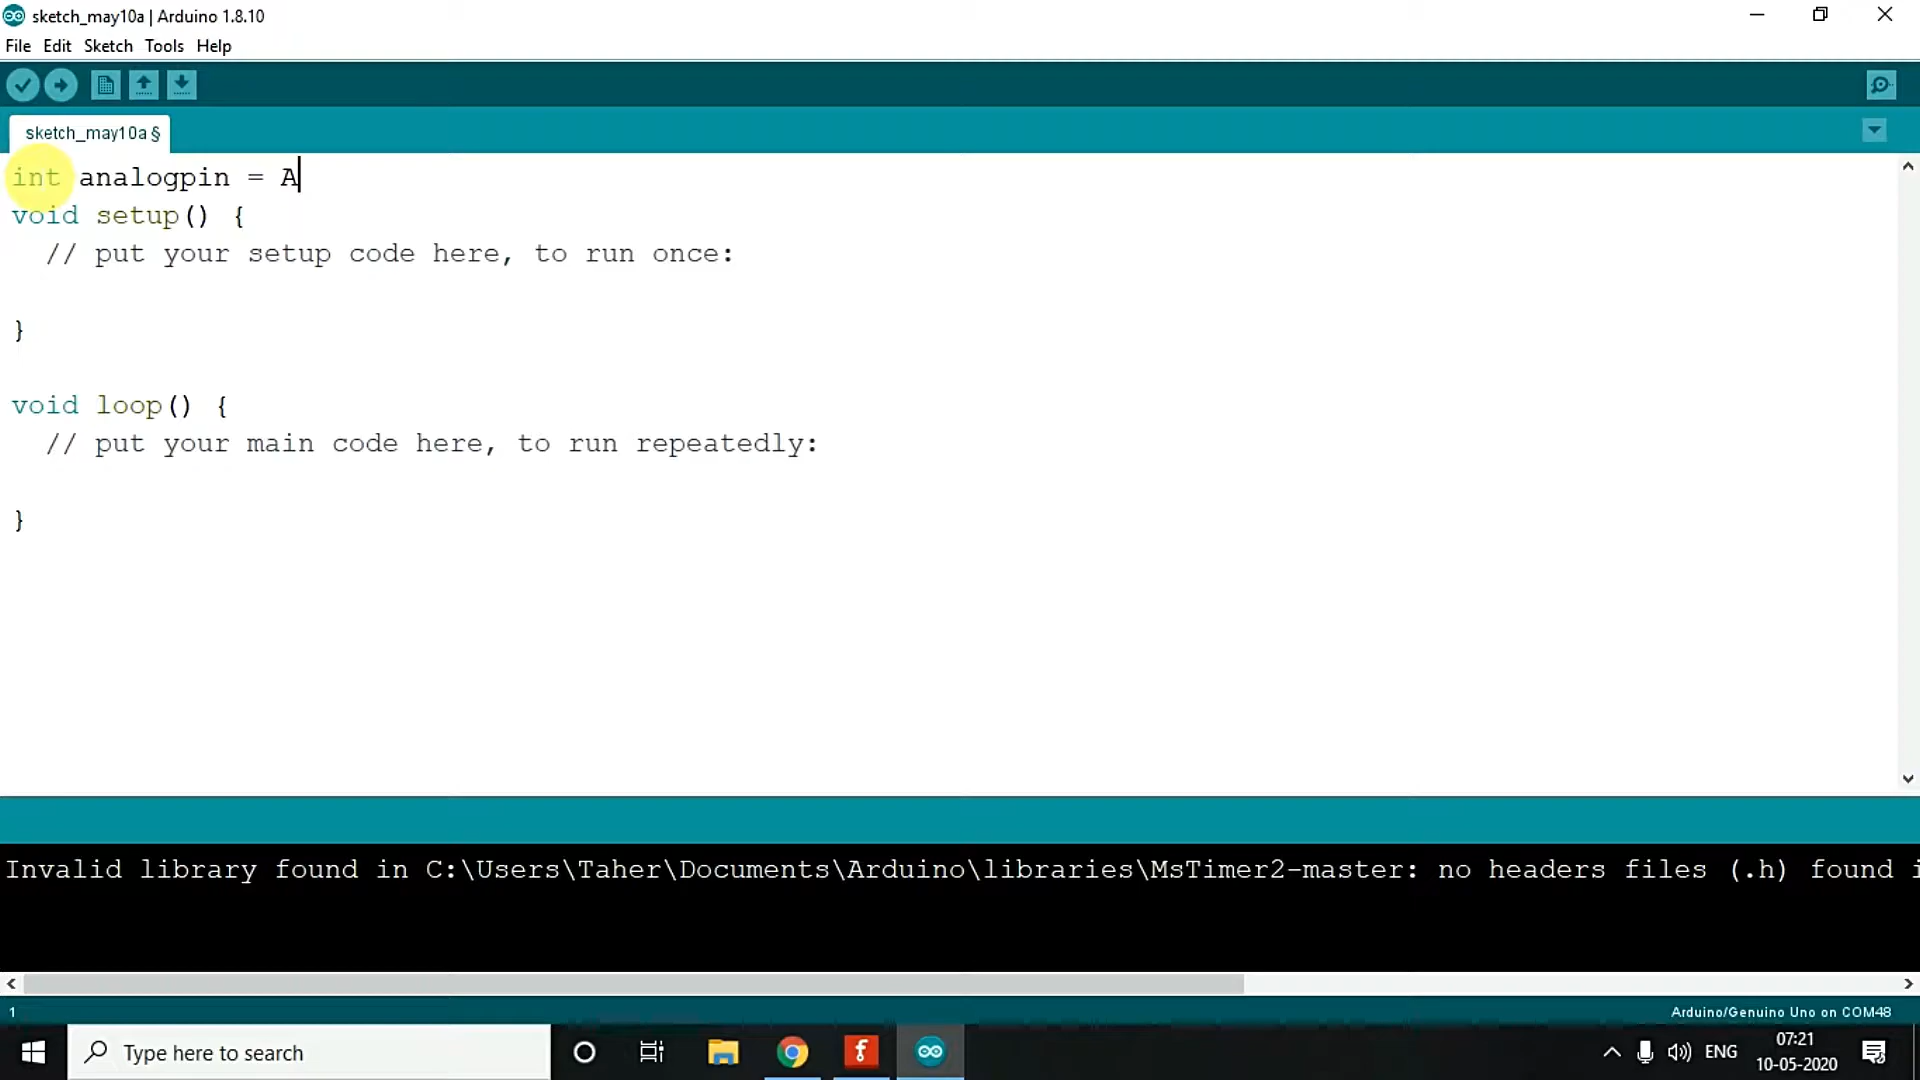 sketch_may10a | Arduino 1.8.10
File Edit Sketch Tools Help
sketch_may10a §
int analogpin = A
void setup() {
// put your setup code here, to run once:
}
void loop() {
// put your main code here, to run repeatedly:
}
Invalid library found in C:\Users\Taher\Documents\Arduino\libraries\MsTimer2-master: no headers files (.h) found i
1
Arduino/Genuino Uno on COM48
Type here to search
ENG
07:21
10-05-2020